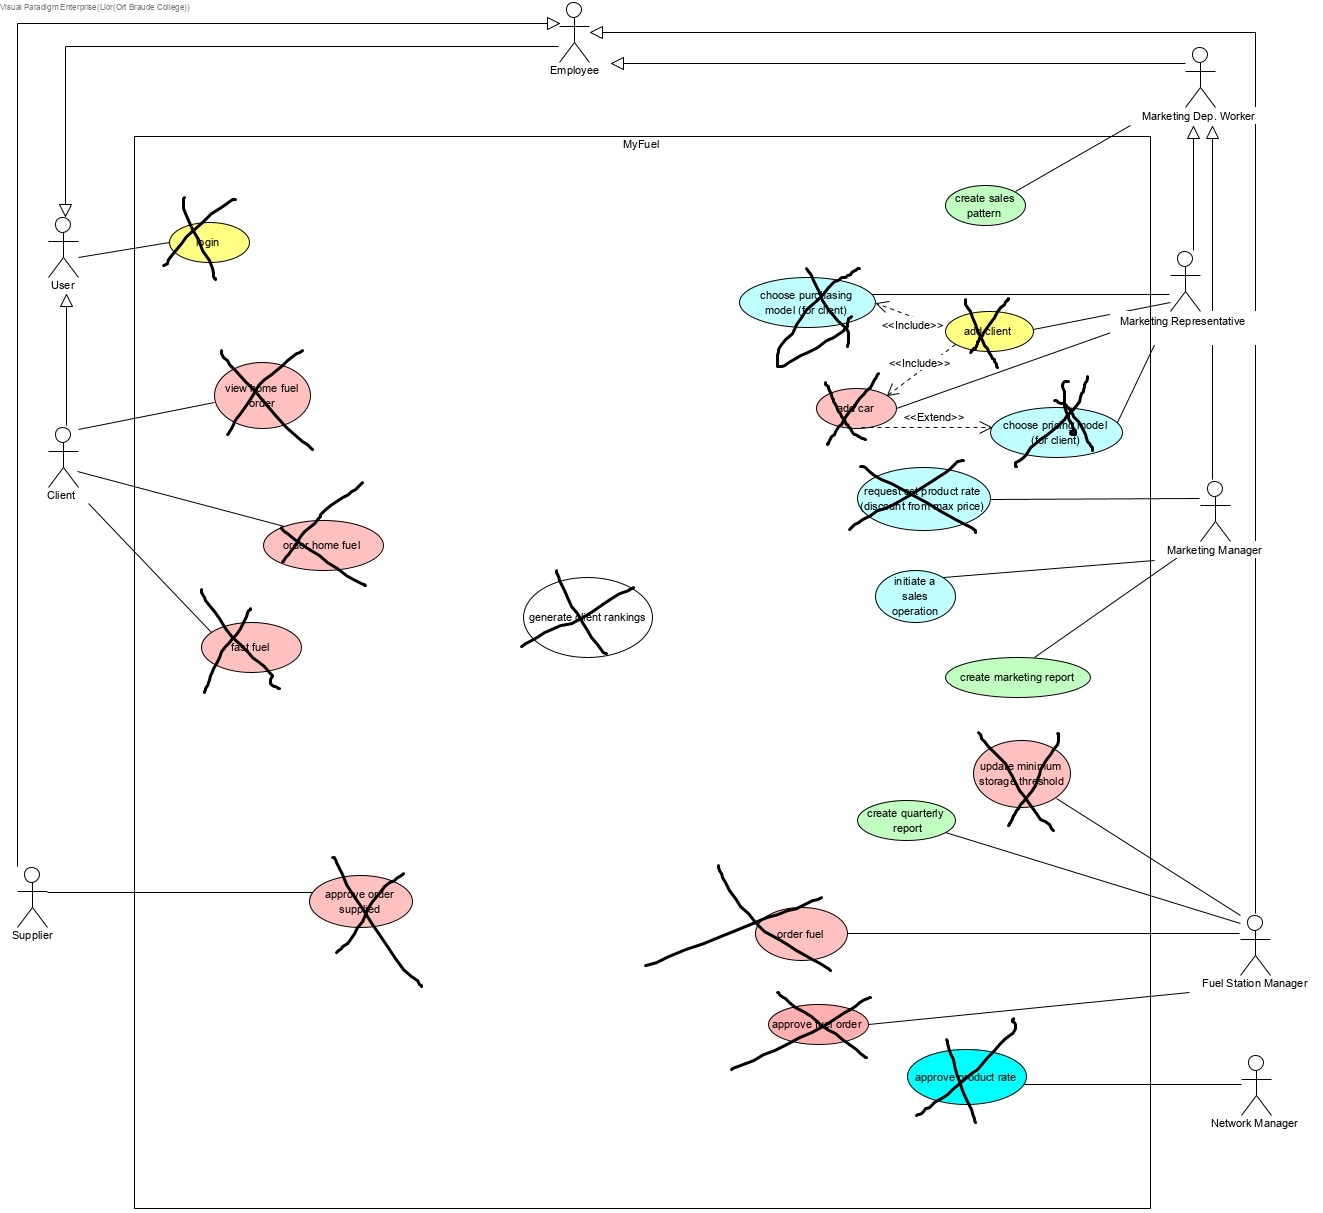 Visual Paradigm Enterprise(Lior(Ort Braude College))
Employee
Marketing Dep. Worker
MyFuel
create sales
pattern
login
User
choose purchasing
model (for client)
<<Include>>
add client
Marketing Representative
<<Include>>
view home fuel
order
add car
<<Extend>>
choose pricing model
(for client)
Client
request set product rate
(discount from max price)
order home fuel
Marketing Manager
initiate a
sales
operation
generate client rankings
fast fuel
create marketing report
update minimum
storage threshold
create quarterly
report
approve order
supplied
Supplier
order fuel
Fuel Station Manager
approve fuel order
approve product rate
Network Manager